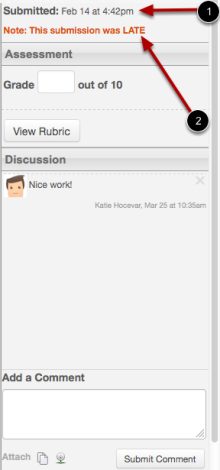 Submitted: Feb 14 at 4:42pm
1
Note: This submission was LATE
2
Assessment
Grade out of 10
View Rubric
Discussion
Nice work!
Katie Hocevar, Mar 25 at 10:35am
Add a Comment
Attach
Submit Comment